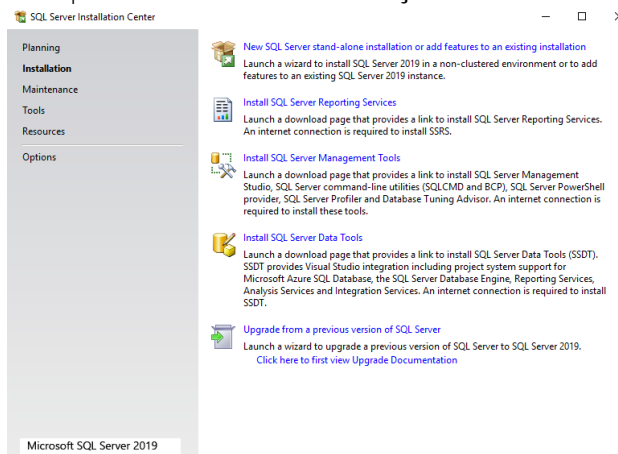 SQL Server Installation Center
Planning
Installation
Maintenance
Tools
Resources
Options
New SQL Server stand-alone installation or add features to an existing installation
Launch a wizard to install SQL Server 2019 in a non-clustered environment or to add
features to an existing SQL Server 2019 instance.
Install SQL Server Reporting Services
Launch a download page that provides a link to install SQL Server Reporting Services.
An internet connection is required to install SSRS.
Install SQL Server Management Tools
Launch a download page that provides a link to install SQL Server Management
Studio, SQL Server command-line utilities (SQLCMD and BCP), SQL Server PowerShell
provider, SQL Server Profiler and Database Tuning Advisor. An internet connection is
required to install these tools.
Install SQL Server Data Tools
Launch a download page that provides a link to install SQL Server Data Tools (SSDT).
SSDT provides Visual Studio integration including project system support for
Microsoft Azure SQL Database, the SQL Server Database Engine, Reporting Services,
Analysis Services and Integration Services. An internet connection is required to install
SSDT.
Upgrade from a previous version of SQL Server
Launch a wizard to upgrade a previous version of SQL Server to SQL Server 2019.
Click here to first view Upgrade Documentation
Microsoft SQL Server 2019